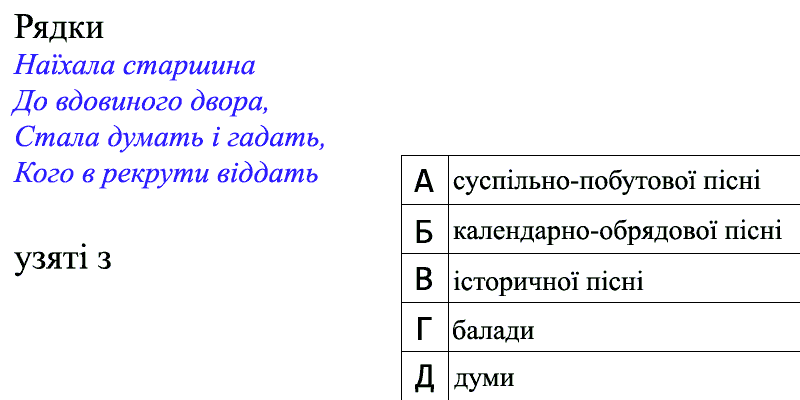 Рядки
Наїхала старшина
До вдовиного двора,
Стала думать і гадать,
Кого в рекрути віддать
узяті з
А суспільно-побутової пісні
Б календарно-обрядової пісні
В історичної пісні
Г балади
Д думи